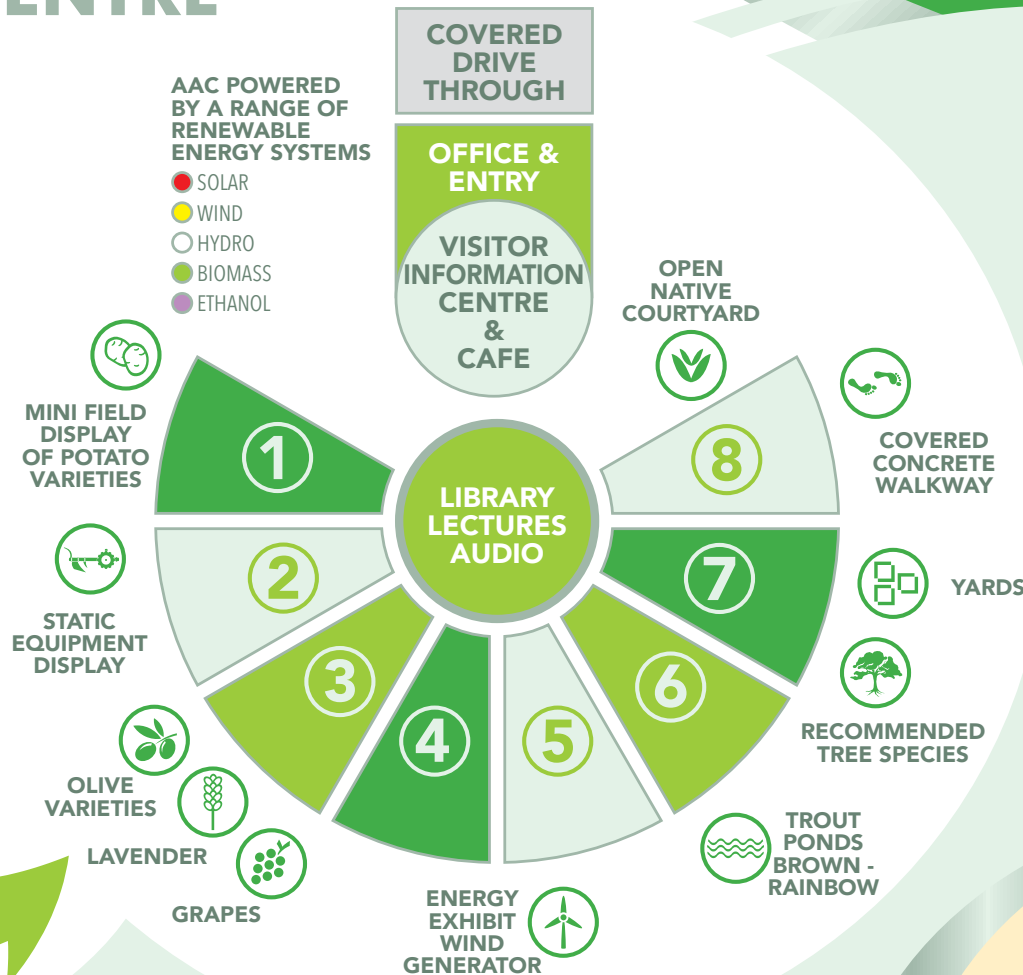 ENTRE
COVERED
DRIVE
THROUGH
AAC POWERED
BY A RANGE OF
RENEWABLE
ENERGY SYSTEMS
SOLAR
WIND
HYDRO
BIOMASS
ETHANOL
OFFICE &
ENTRY
VISITOR
INFORMATION
CENTRE
&
CAFE
OPEN
NATIVE
COURTYARD
MINI FIELD
DISPLAY
OF POTATO
VARIETIES
1
8
COVERED
CONCRETE
WALKWAY
LIBRARY
LECTURES
AUDIO
STATIC
EQUIPMENT
DISPLAY
2
7
YARDS
3
6
RECOMMENDED
TREE SPECIES
4
5
OLIVE
VARIETIES
LAVENDER
GRAPES
TROUT
PONDS
BROWN -
RAINBOW
ENERGY
EXHIBIT
WIND
GENERATOR